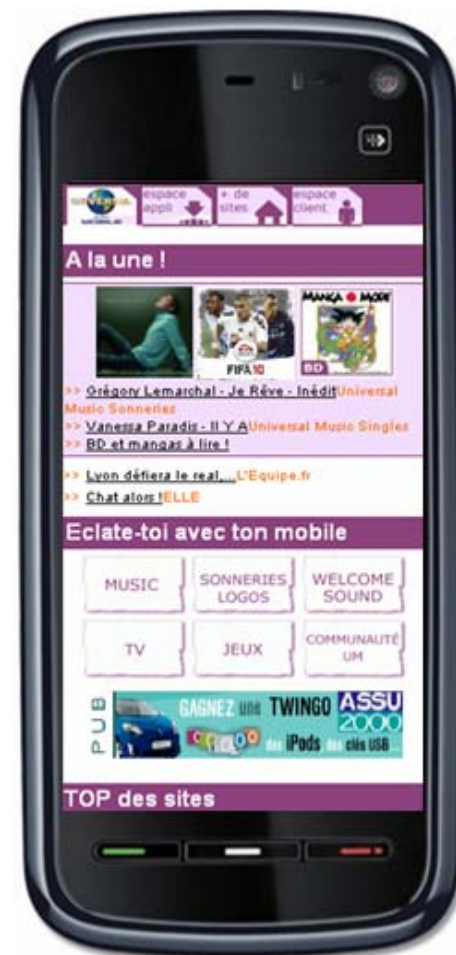 UNIVERSAL
espace appli
+ de sites
espace client
A la une !
FIFA 10
MANGA MODE
BD
>> Grégory Lemarchal - Je Rêve - InéditUniversal
Music Sonneries
>> Vanessa Paradis - Il Y AUniversal Music Singles
>> BD et mangas à lire !
>> Lyon défiera le real,...L'Equipe.fr
>> Chat alors !ELLE
Eclate-toi avec ton mobile
MUSIC
SONNERIES
LOGOS
WELCOME
SOUND
TV
JEUX
COMMUNAUTÉ
UM
PUB
GAGNEZ une TWINGO
ASSU
2000
des iPods, des clés USB...
TOP des sites